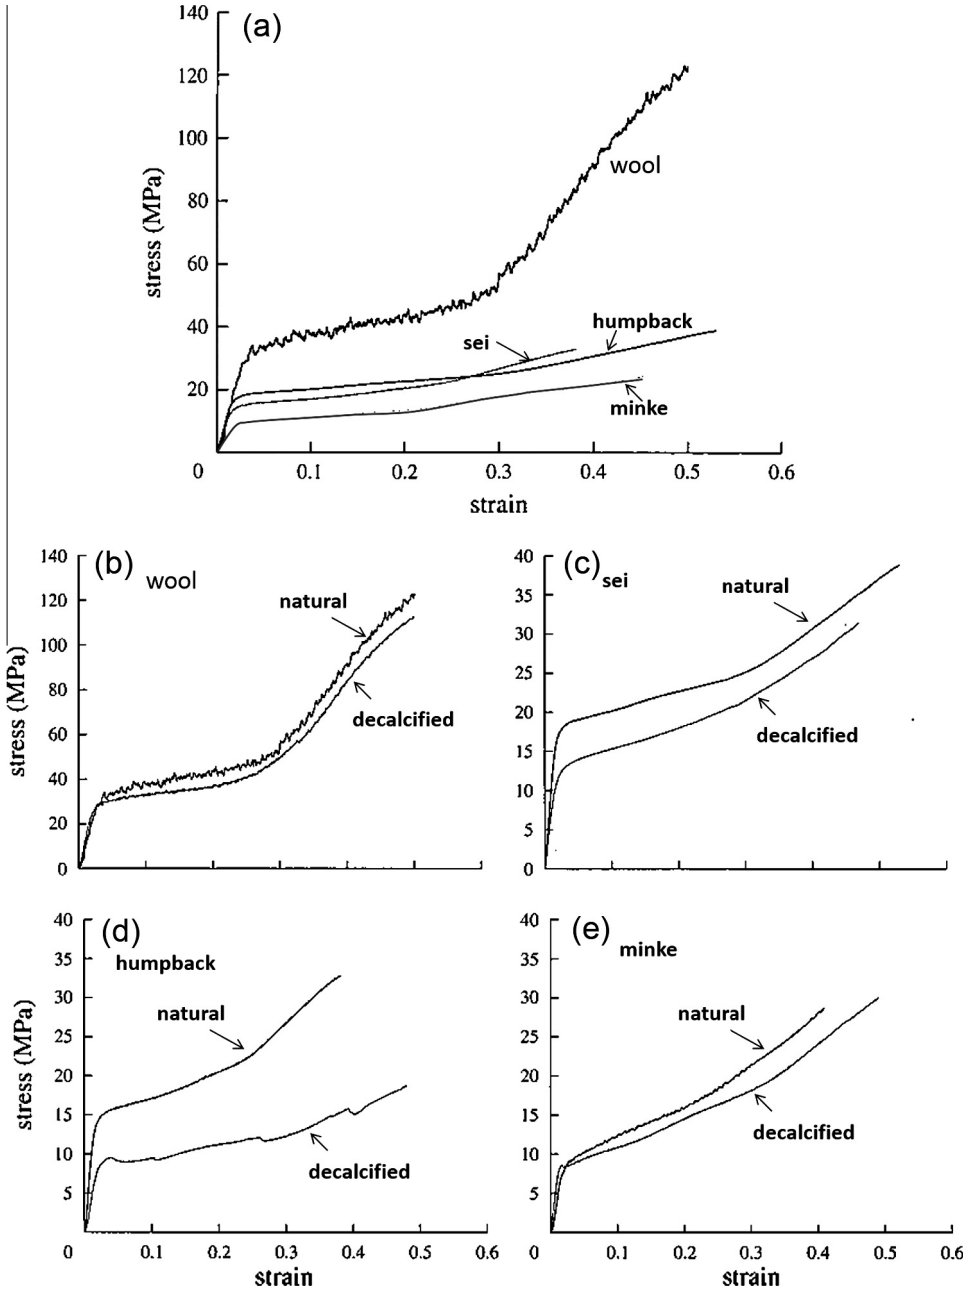 (a)
140
120
100
80
60
40
20
0
0.1
0.2
0.3
0.4
0.5
0.6
stress (MPa)
strain
wool
sei
humpback
minke
(b)
wool
140
120
100
80
60
40
20
0
stress (MPa)
natural
decalcified
(c)
sei
40
35
30
25
20
15
10
5
0
natural
decalcified
(d)
humpback
40
35
30
25
20
15
10
5
0
0.1
0.2
0.3
0.4
0.5
0.6
stress (MPa)
strain
natural
decalcified
(e)
minke
40
35
30
25
20
15
10
5
0
0.1
0.2
0.3
0.4
0.5
0.6
strain
natural
decalcified